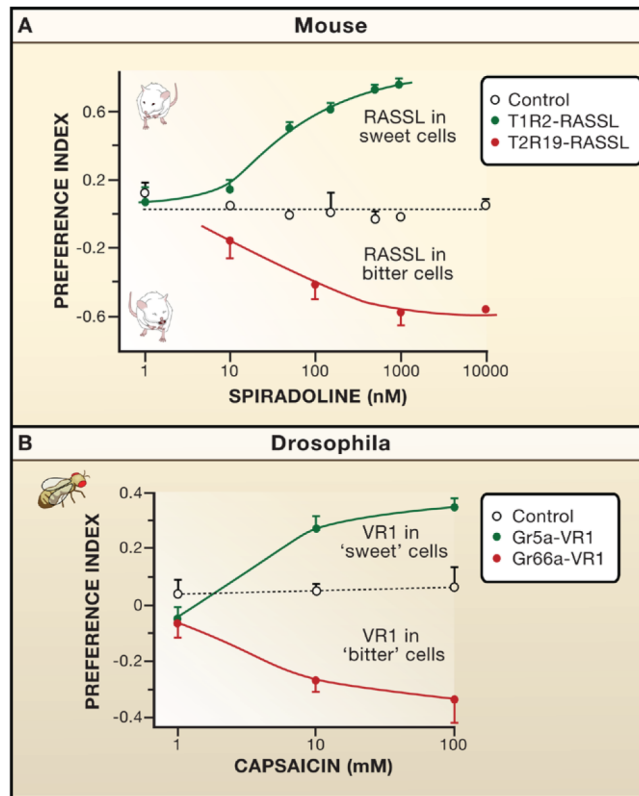 A
Mouse
PREFERENCE INDEX
0.6
0.2
-0.2
-0.6
RASSL in
sweet cells
RASSL in
bitter cells
Control
T1R2-RASSL
T2R19-RASSL
1
10
100
1000
10000
SPIRADOLINE (nM)
B
Drosophila
PREFERENCE INDEX
0.4
0.2
0
-0.2
-0.4
VR1 in
‘sweet’ cells
VR1 in
‘bitter’ cells
Control
Gr5a-VR1
Gr66a-VR1
1
10
100
CAPSAICIN (mM)